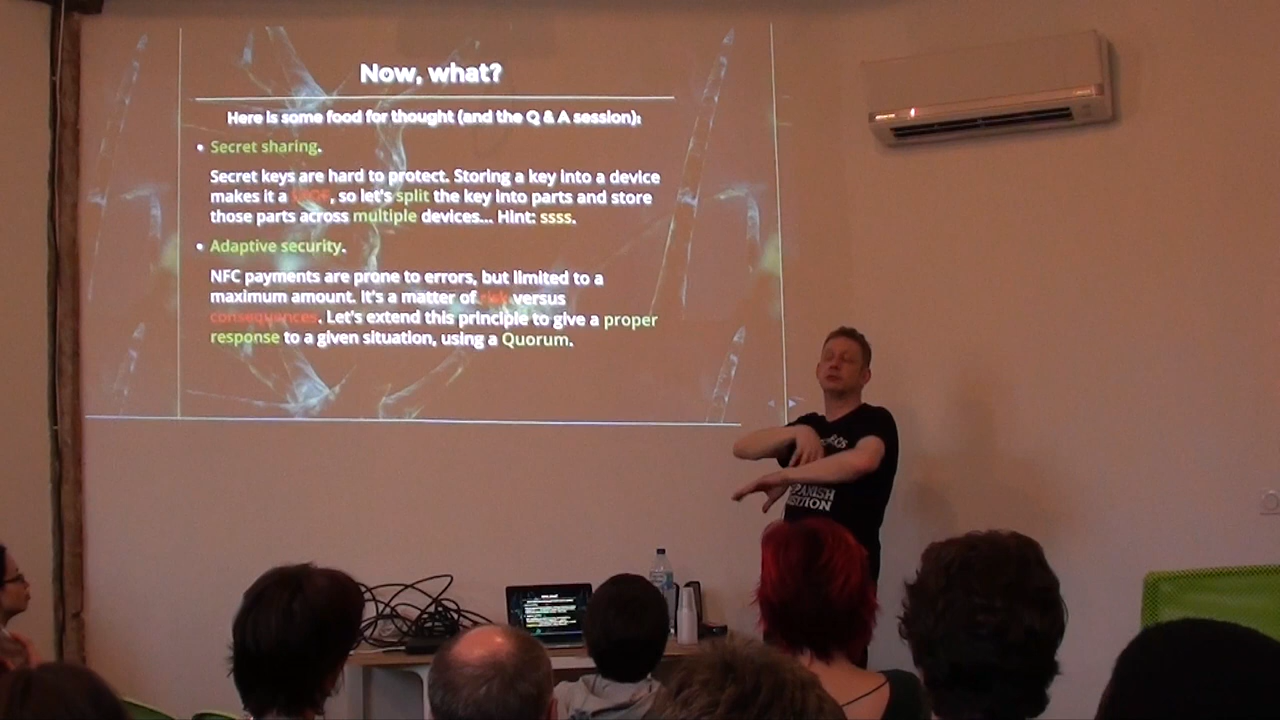 Now, what?
Here is some food for thought (and the Q & A session):
• Secret sharing.
Secret keys are hard to protect. Storing a key into a device
makes it a , so let's split the key into parts and store
those parts across multiple devices... Hint: ssss.
• Adaptive security.
NFC payments are prone to errors, but limited to a
maximum amount. It's a matter of risk versus
consequences. Let's extend this principle to give a proper
response to a given situation, using a Quorum.